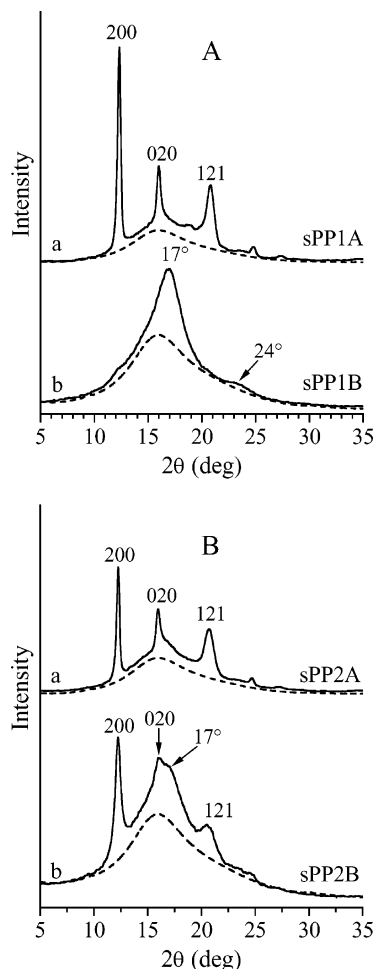 A
200
020
121
a
sPP1A
17°
24°
b
sPP1B
Intensity
5 10 15 20 25 30 35
2θ (deg)
B
200
020
121
a
sPP2A
200
020
17°
121
b
sPP2B
Intensity
5 10 15 20 25 30 35
2θ (deg)